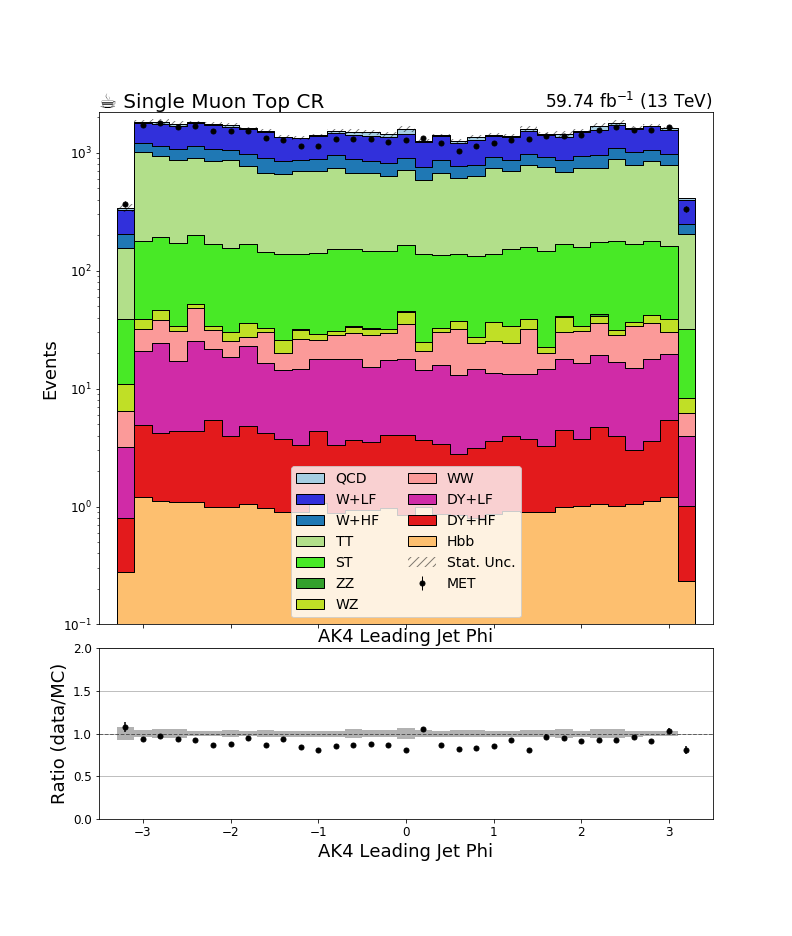 ☕ Single Muon Top CR 59.74 fb⁻¹ (13 TeV)
10³
10²
10¹
10⁰
10⁻¹
Events
QCD WW
W+LF DY+LF
W+HF DY+HF
TT Hbb
ST Stat. Unc.
ZZ MET
WZ
AK4 Leading Jet Phi
2.0
1.5
1.0
0.5
0.0
Ratio (data/MC)
−3 −2 −1 0 1 2 3
AK4 Leading Jet Phi